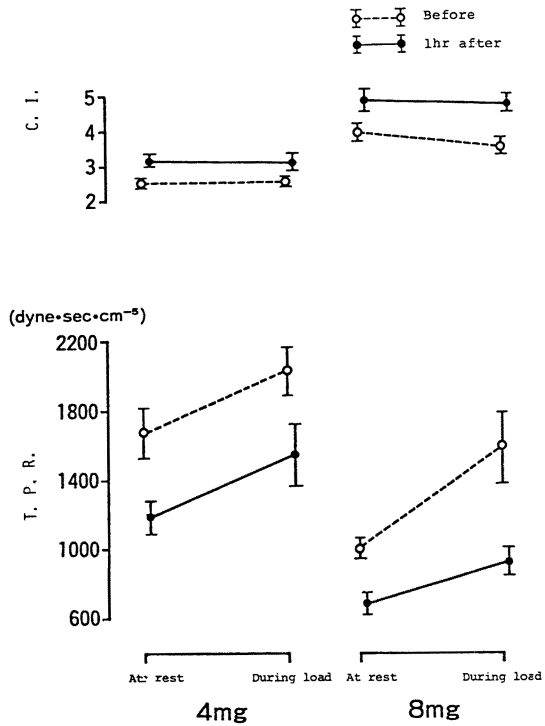 Before
1hr after
C. I.
5
4
3
2
(dyne•sec•cm⁻⁵)
T. P. R.
2200
1800
1400
1000
600
At rest During load At rest During load
4mg 8mg